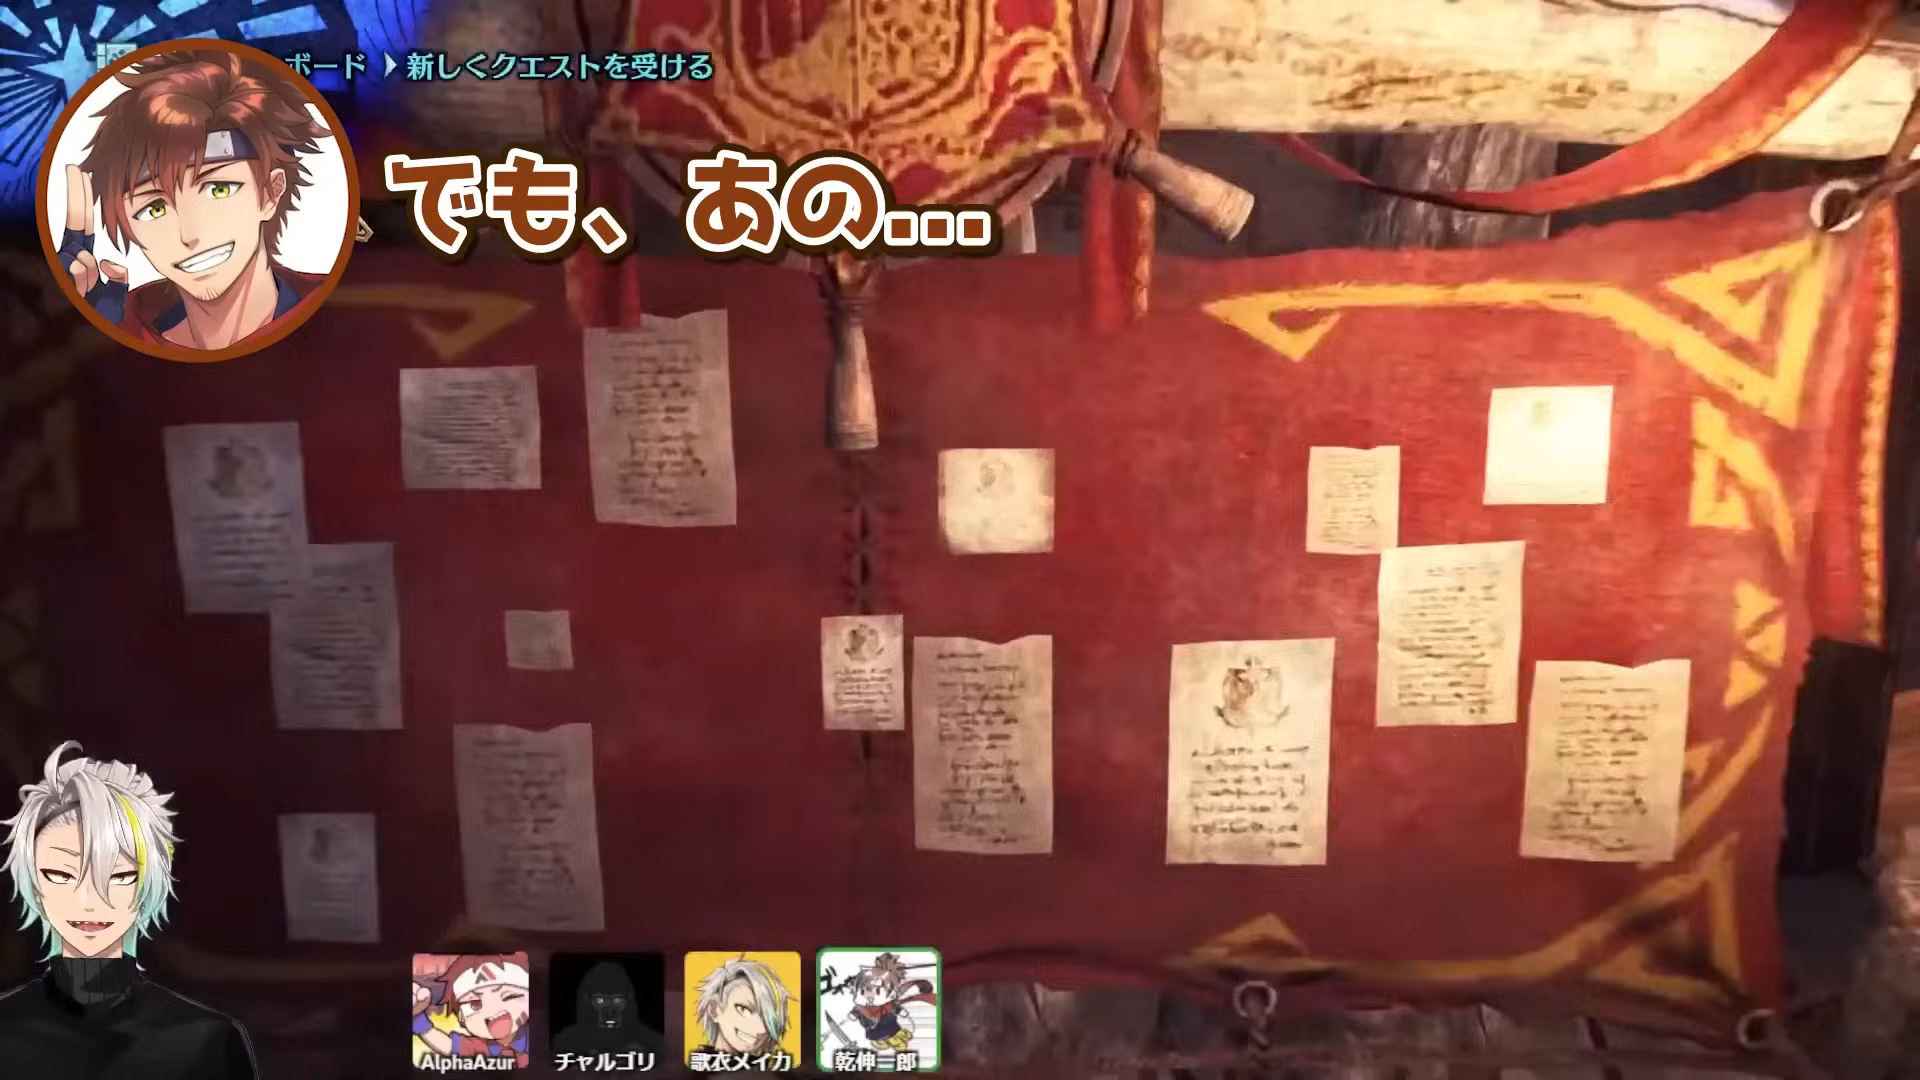 ボード 》新しくクエストを受ける
でも、あの...
AlphaAzur
チャルゴリ
歌衣メイカ
乾伸一郎